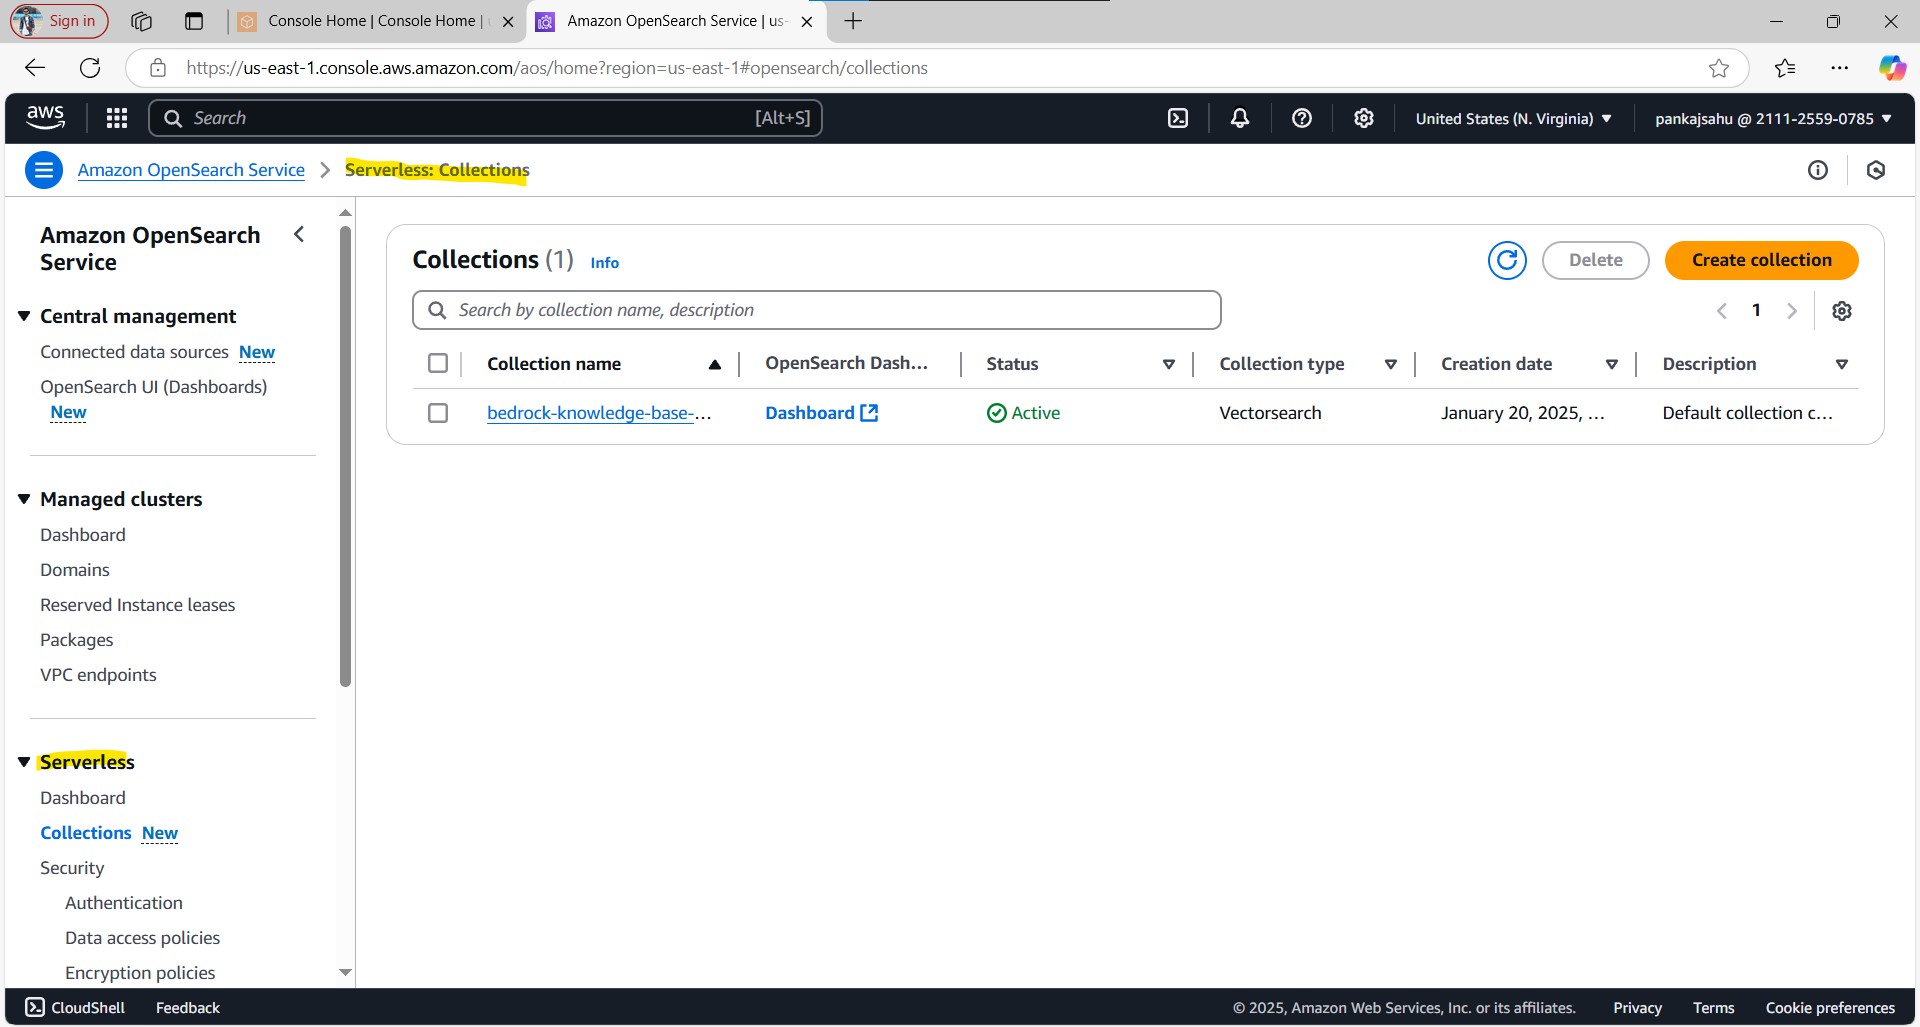 Sign in
Console Home | Console Home |
Amazon OpenSearch Service | us-
https://us-east-1.console.aws.amazon.com/aos/home?region=us-east-1#opensearch/collections
aws
Search
[Alt+S]
United States (N. Virginia)
pankajsahu @ 2111-2559-0785
Amazon OpenSearch Service > Serverless: Collections
Amazon OpenSearch
Service
Central management
Connected data sources New
OpenSearch UI (Dashboards)
New
Managed clusters
Dashboard
Domains
Reserved Instance leases
Packages
VPC endpoints
Serverless
Dashboard
Collections New
Security
Authentication
Data access policies
Encryption policies
Collections (1) Info
Delete
Create collection
Search by collection name, description
1
Collection name OpenSearch Dash... Status Collection type Creation date Description
bedrock-knowledge-base-... Dashboard Active Vectorsearch January 20, 2025, ... Default collection c...
CloudShell Feedback
© 2025, Amazon Web Services, Inc. or its affiliates. Privacy Terms Cookie preferences